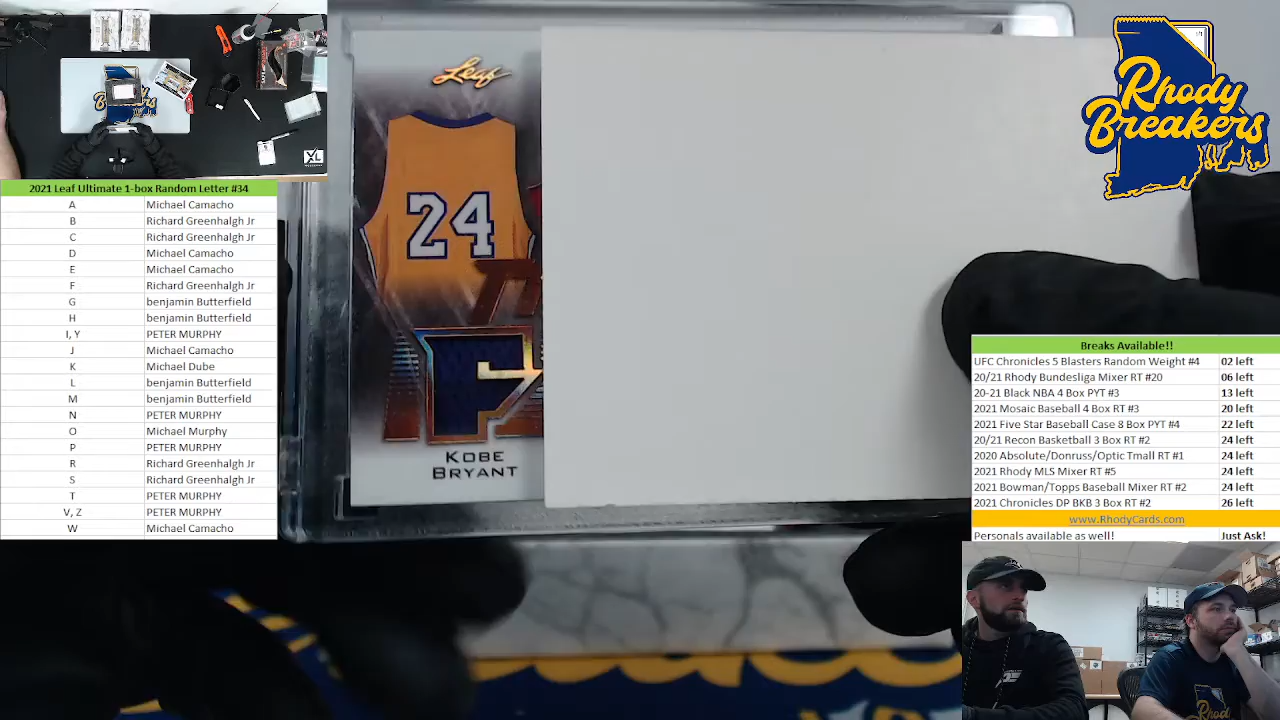 2021 Leaf Ultimate 1-box Random Letter #34
A Michael Camacho
B Richard Greenhalgh Jr
C Richard Greenhalgh Jr
D Michael Camacho
E Michael Camacho
F Richard Greenhalgh Jr
G benjamin Butterfield
H benjamin Butterfield
I, Y PETER MURPHY
J Michael Camacho
K Michael Dube
L benjamin Butterfield
M benjamin Butterfield
N PETER MURPHY
O Michael Murphy
P PETER MURPHY
R Richard Greenhalgh Jr
S Richard Greenhalgh Jr
T PETER MURPHY
V, Z PETER MURPHY
W Michael Camacho
XL
Leaf
24
KOBE
BRYANT
Rhody
Breakers
Breaks Available!!
UFC Chronicles 5 Blasters Random Weight #4 02 left
20/21 Rhody Bundesliga Mixer RT #20 06 left
20-21 Black NBA 4 Box PYT #3 13 left
2021 Mosaic Baseball 4 Box RT #3 20 left
2021 Five Star Baseball Case 8 Box PYT #4 22 left
20/21 Recon Basketball 3 Box RT #2 24 left
2020 Absolute/Donruss/Optic Tmall RT #1 24 left
2021 Rhody MLS Mixer RT #5 24 left
2021 Bowman/Topps Baseball Mixer RT #2 24 left
2021 Chronicles DP BKB 3 Box RT #2 26 left
www.RhodyCards.com
Personals available as well! Just Ask!
Rhody